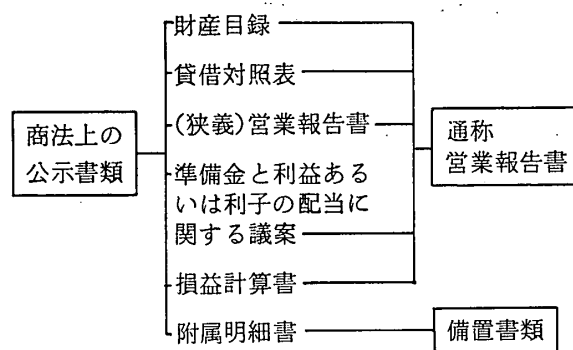 商法上の
公示書類
財産目録
貸借対照表
(狭義)営業報告書
準備金と利益ある
いは利子の配当に
関する議案
損益計算書
附属明細書
通称
営業報告書
備置書類